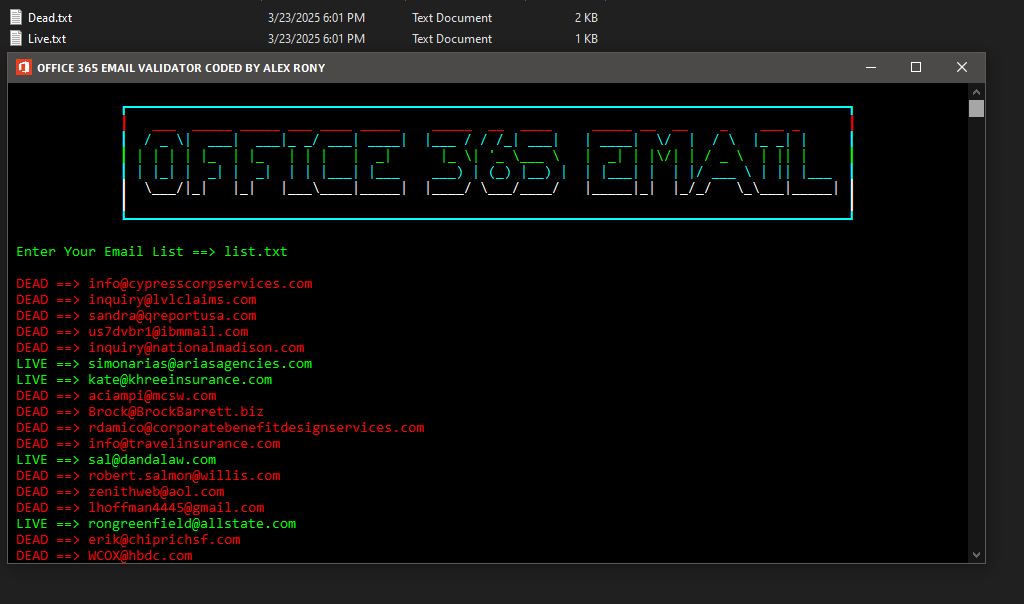 Dead.txt 3/23/2025 6:01 PM Text Document 2 KB
Live.txt 3/23/2025 6:01 PM Text Document 1 KB
OFFICE 365 EMAIL VALIDATOR CODED BY ALEX RONY
OFFICE 365 EMAIL
Enter Your Email List ==> list.txt
DEAD ==> info@cypresscorpservices.com
DEAD ==> inquiry@lvlclaims.com
DEAD ==> sandra@qreportusa.com
DEAD ==> us7dvbr1@ibmmail.com
DEAD ==> inquiry@nationalmadison.com
LIVE ==> simonarias@ariasagencies.com
LIVE ==> kate@khreeinsurance.com
DEAD ==> aciampi@mcsw.com
DEAD ==> Brock@BrockBarrett.biz
DEAD ==> rdamico@corporatebenefitdesignservices.com
DEAD ==> info@travelinsurance.com
LIVE ==> sal@dandalaw.com
DEAD ==> robert.salmon@willis.com
DEAD ==> zenithweb@aol.com
DEAD ==> lhoffman4445@gmail.com
LIVE ==> rongreenfield@allstate.com
DEAD ==> erik@chiprichsf.com
DEAD ==> WCOX@hbdc.com